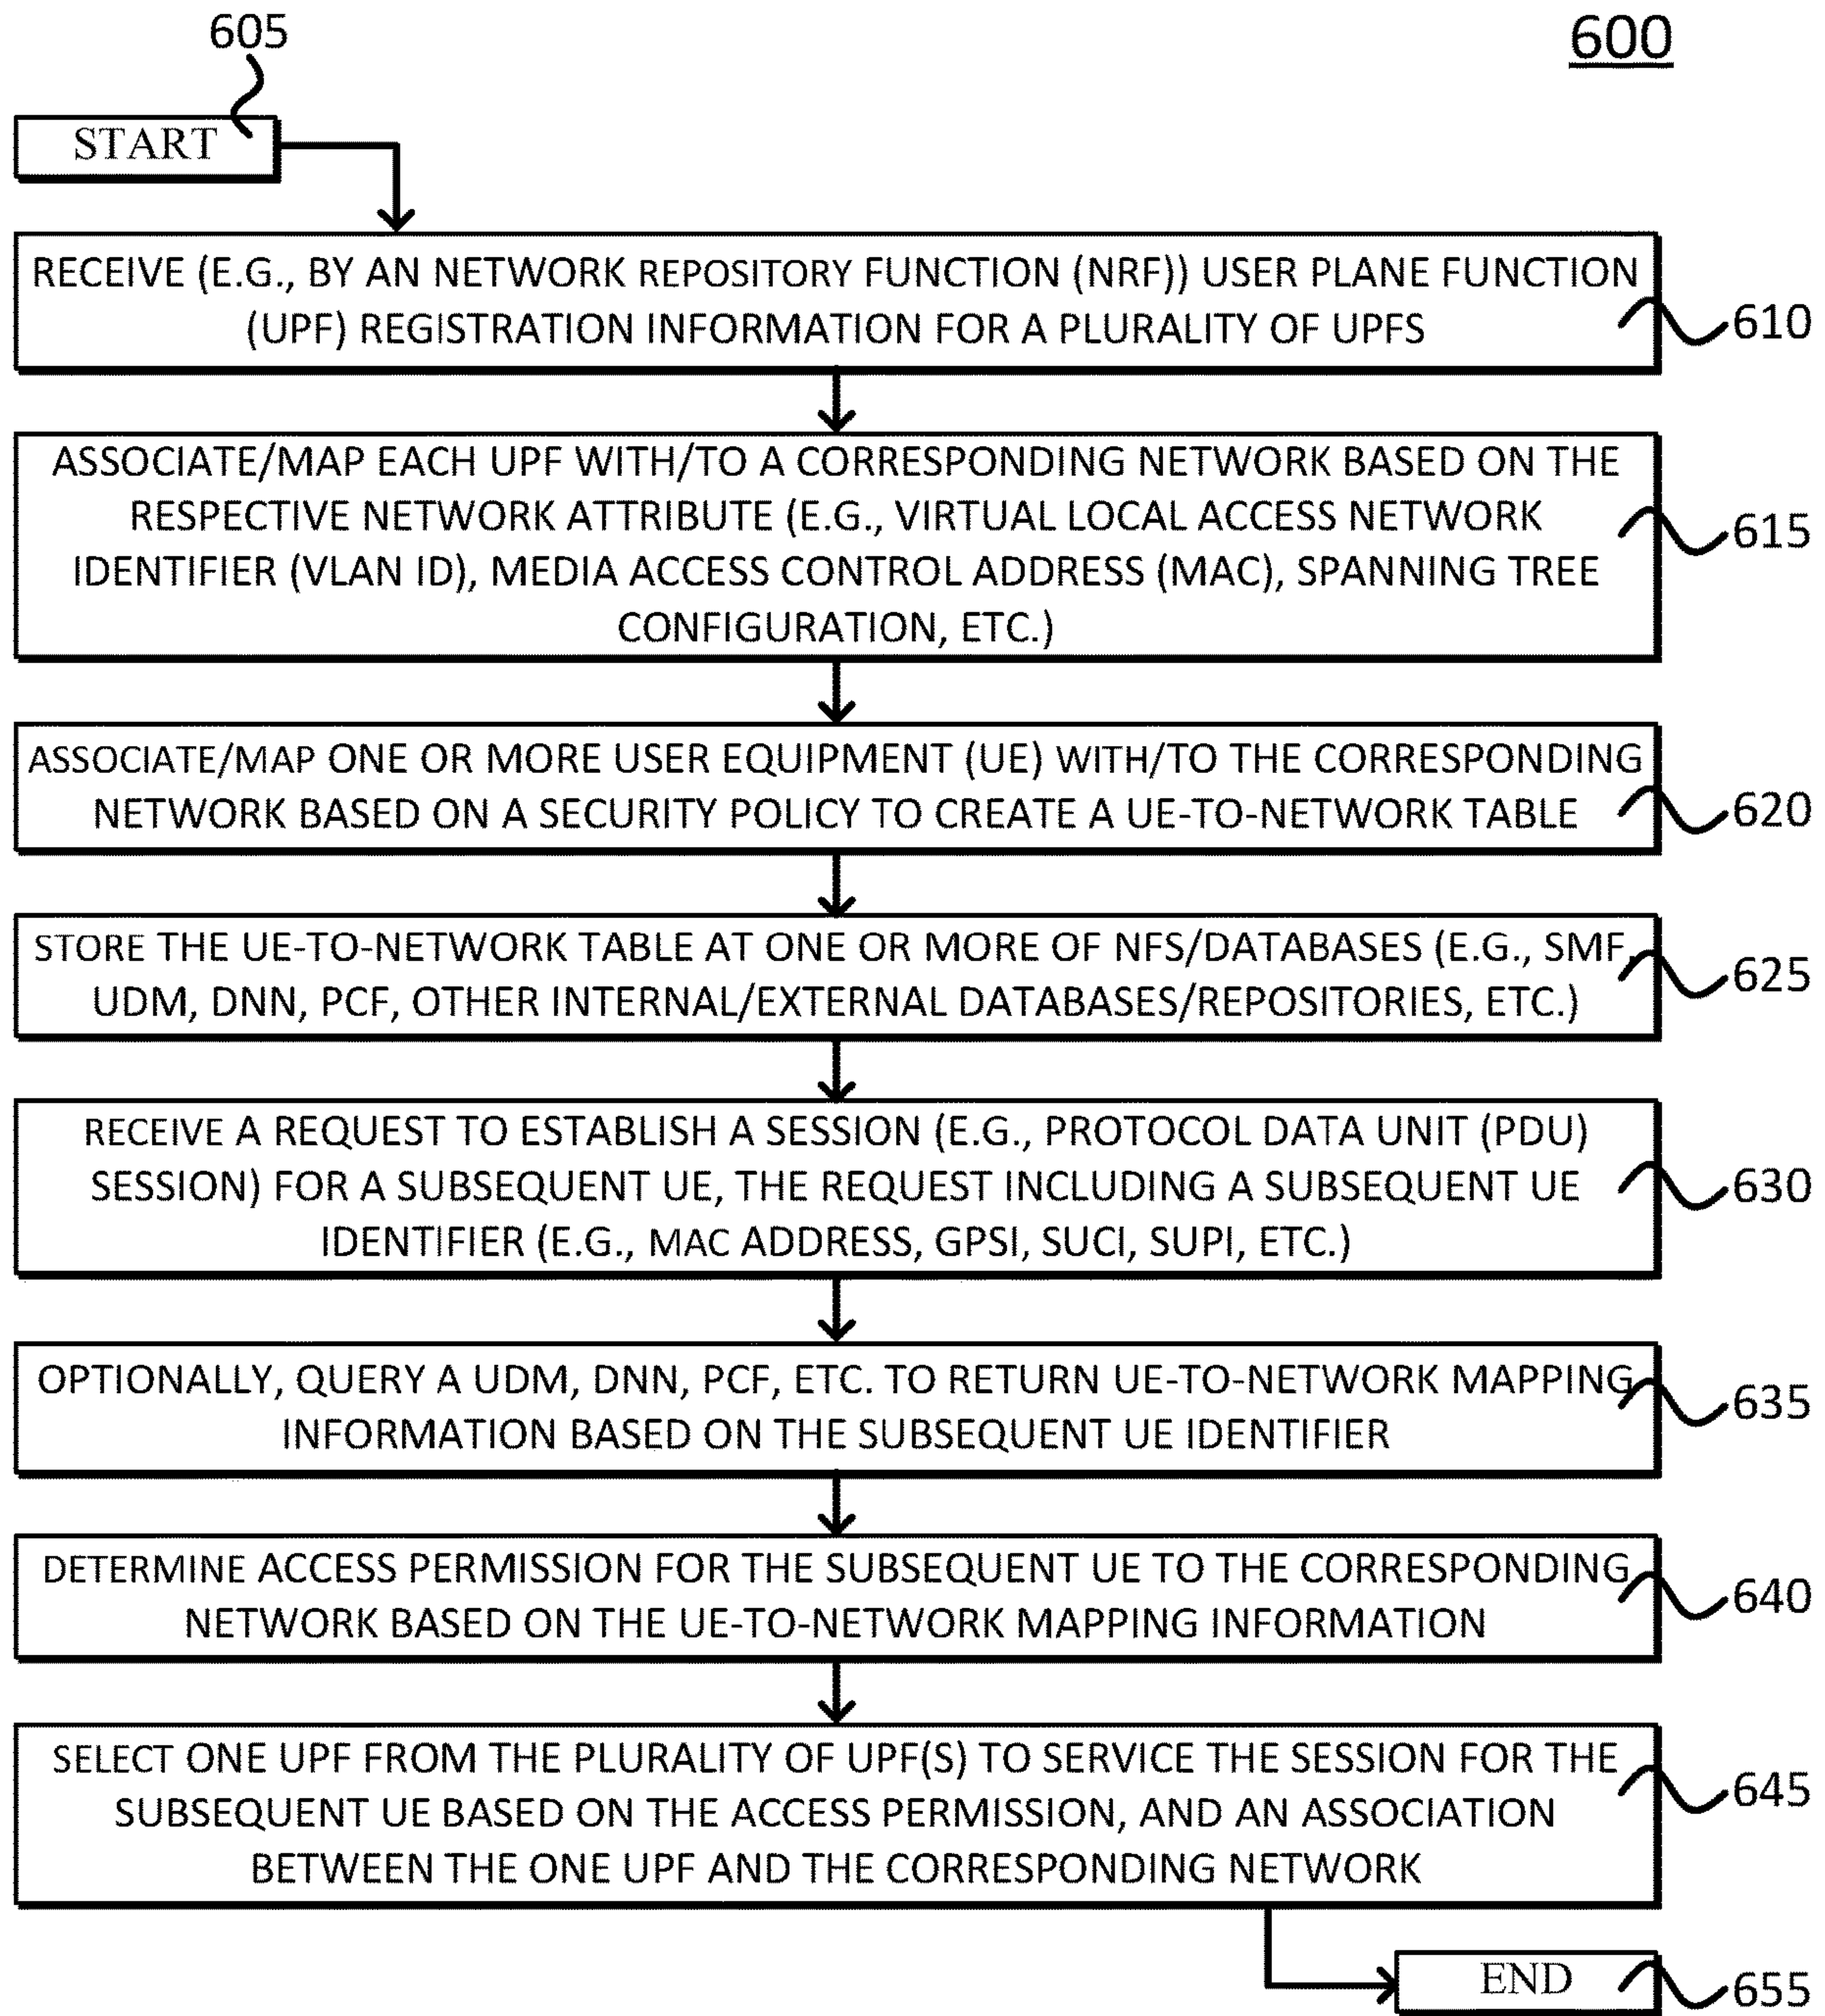 605
600
START
RECEIVE (E.G., BY AN NETWORK REPOSITORY FUNCTION (NRF)) USER PLANE FUNCTION
(UPF) REGISTRATION INFORMATION FOR A PLURALITY OF UPFS
610
ASSOCIATE/MAP EACH UPF WITH/TO A CORRESPONDING NETWORK BASED ON THE
RESPECTIVE NETWORK ATTRIBUTE (E.G., VIRTUAL LOCAL ACCESS NETWORK
IDENTIFIER (VLAN ID), MEDIA ACCESS CONTROL ADDRESS (MAC), SPANNING TREE
CONFIGURATION, ETC.)
615
ASSOCIATE/MAP ONE OR MORE USER EQUIPMENT (UE) WITH/TO THE CORRESPONDING
NETWORK BASED ON A SECURITY POLICY TO CREATE A UE-TO-NETWORK TABLE
620
STORE THE UE-TO-NETWORK TABLE AT ONE OR MORE OF NFS/DATABASES (E.G., SMF,
UDM, DNN, PCF, OTHER INTERNAL/EXTERNAL DATABASES/REPOSITORIES, ETC.)
625
RECEIVE A REQUEST TO ESTABLISH A SESSION (E.G., PROTOCOL DATA UNIT (PDU)
SESSION) FOR A SUBSEQUENT UE, THE REQUEST INCLUDING A SUBSEQUENT UE
IDENTIFIER (E.G., MAC ADDRESS, GPSI, SUCI, SUPI, ETC.)
630
OPTIONALLY, QUERY A UDM, DNN, PCF, ETC. TO RETURN UE-TO-NETWORK MAPPING
INFORMATION BASED ON THE SUBSEQUENT UE IDENTIFIER
635
DETERMINE ACCESS PERMISSION FOR THE SUBSEQUENT UE TO THE CORRESPONDING
NETWORK BASED ON THE UE-TO-NETWORK MAPPING INFORMATION
640
SELECT ONE UPF FROM THE PLURALITY OF UPF(S) TO SERVICE THE SESSION FOR THE
SUBSEQUENT UE BASED ON THE ACCESS PERMISSION, AND AN ASSOCIATION
BETWEEN THE ONE UPF AND THE CORRESPONDING NETWORK
645
END
655